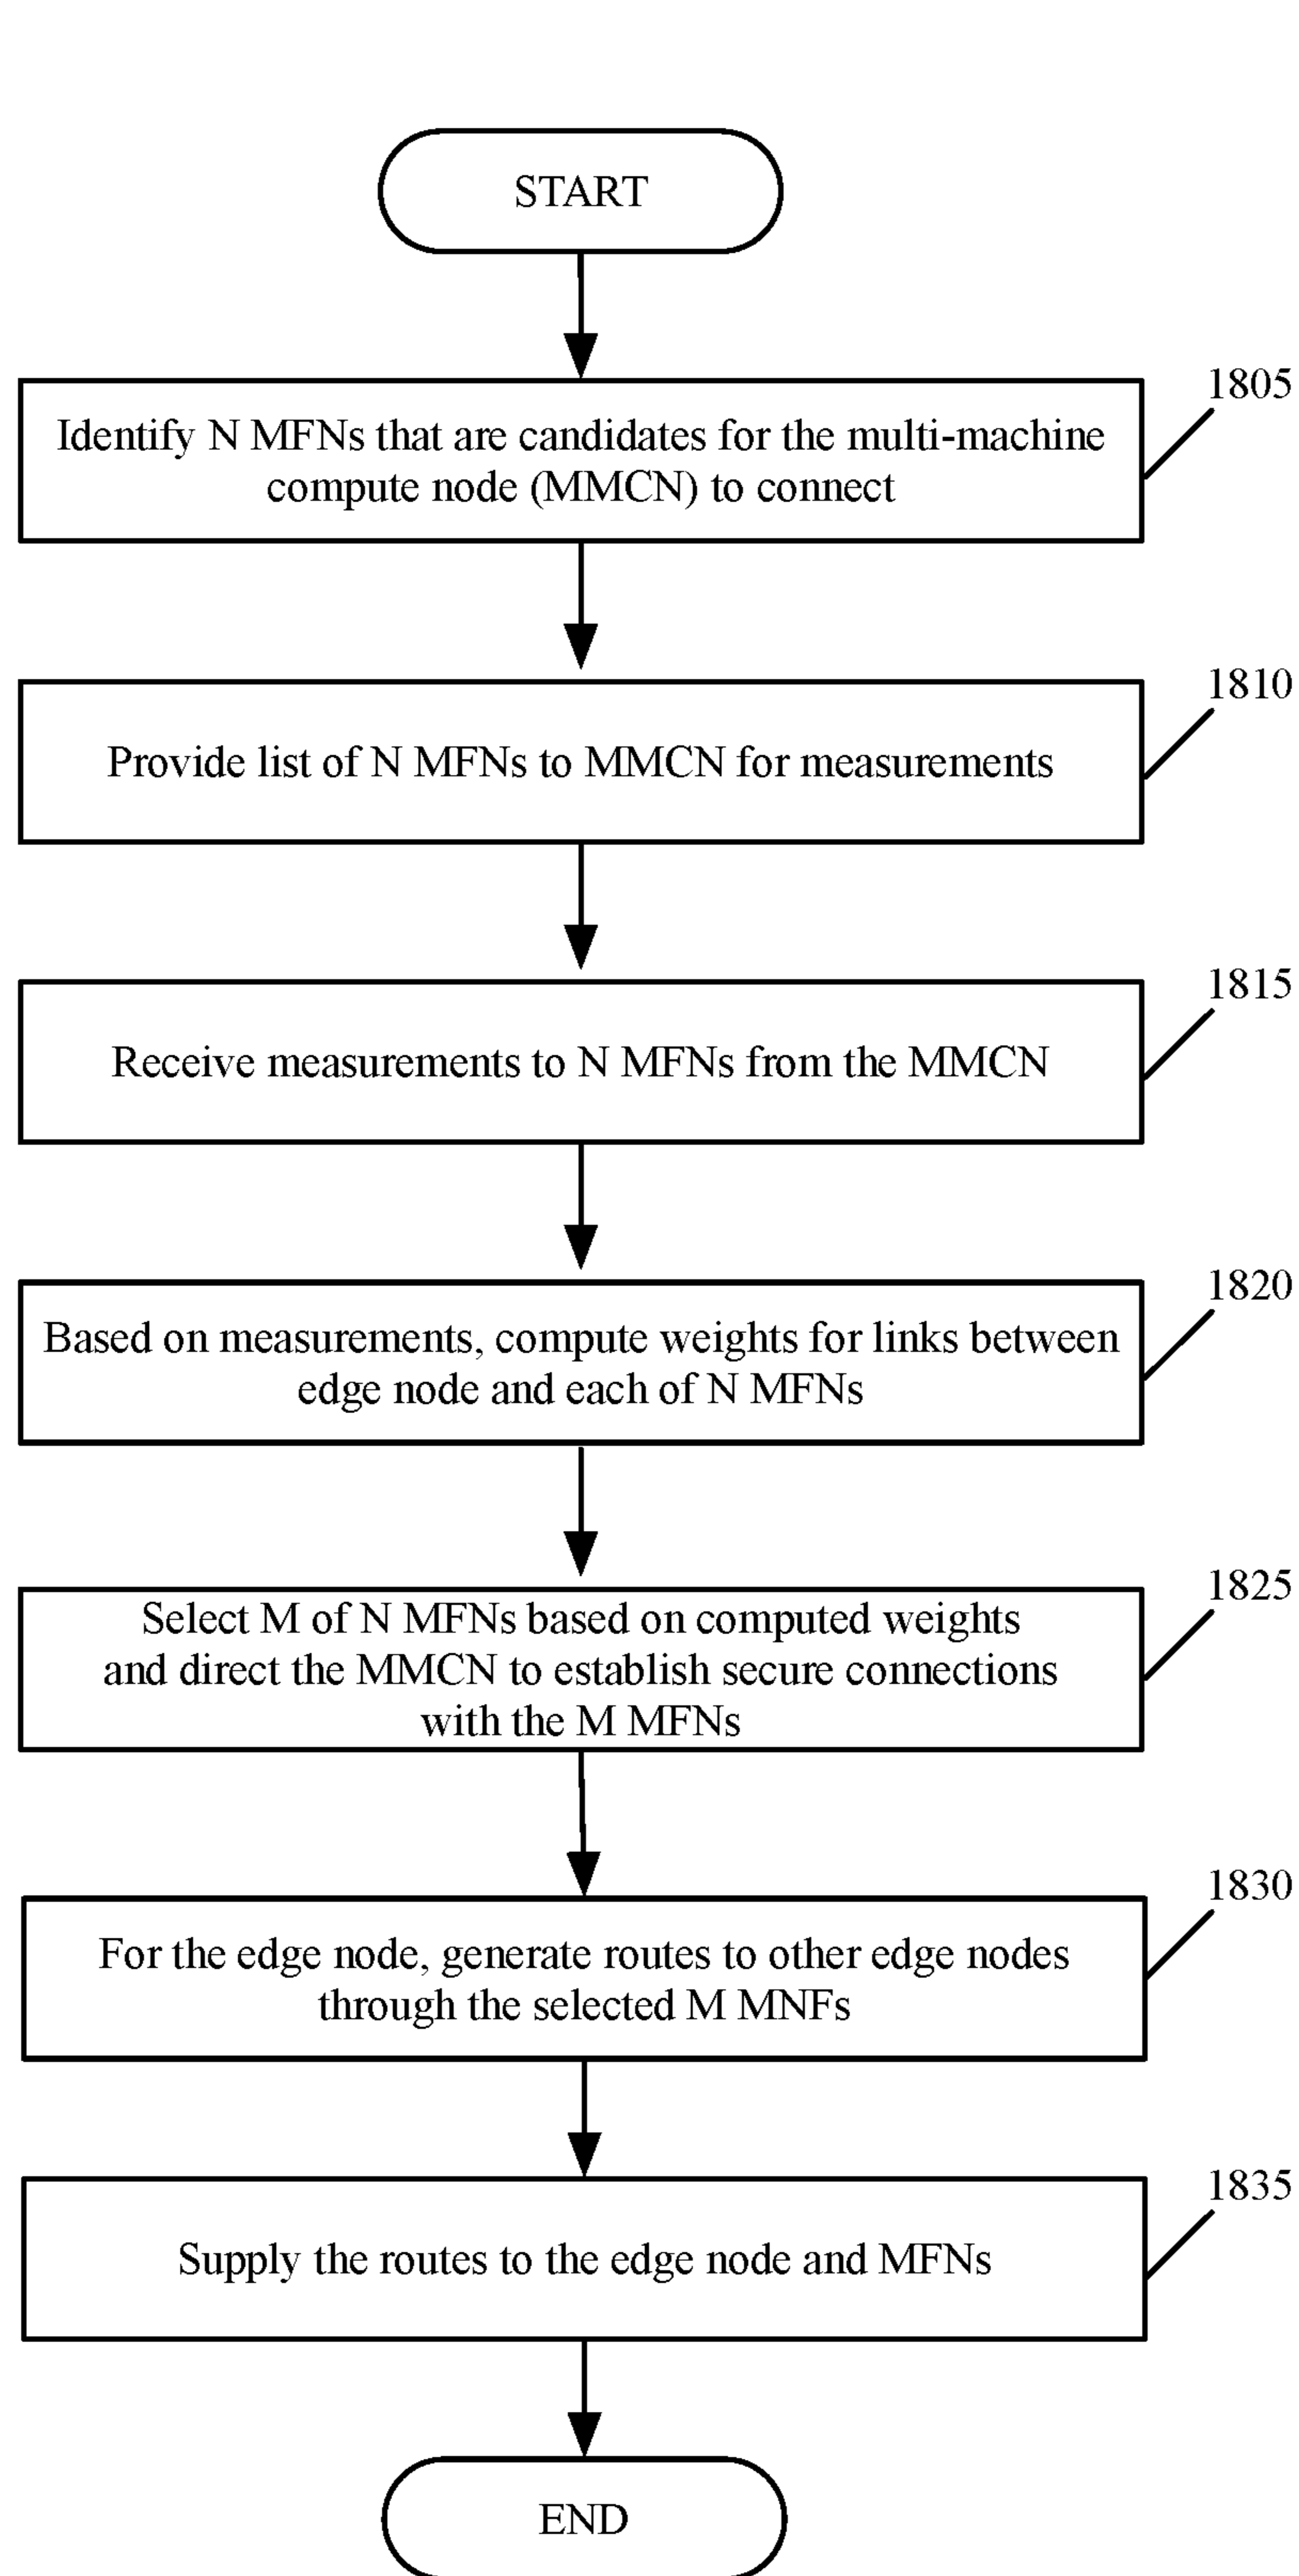 START
1805
Identify N MFNs that are candidates for the multi-machine
compute node (MMCN) to connect
1810
Provide list of N MFNs to MMCN for measurements
1815
Receive measurements to N MFNs from the MMCN
1820
Based on measurements, compute weights for links between
edge node and each of N MFNs
1825
Select M of N MFNs based on computed weights
and direct the MMCN to establish secure connections
with the M MFNs
1830
For the edge node, generate routes to other edge nodes
through the selected M MNFs
1835
Supply the routes to the edge node and MFNs
END